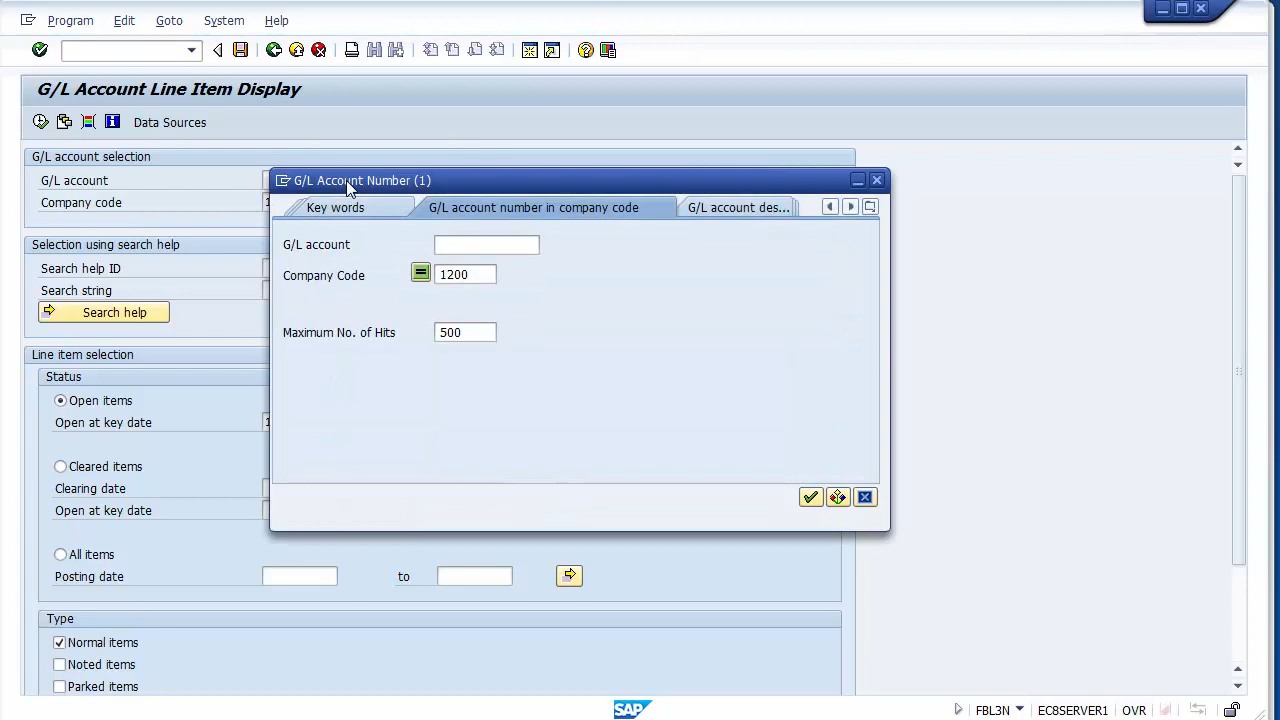 Program Edit Goto System Help
G/L Account Line Item Display
Data Sources
G/L account selection
G/L account
Company code
Selection using search help
Search help ID
Search string
Search help
Line item selection
Status
Open items
Open at key date
Cleared items
Clearing date
Open at key date
All items
Posting date to
Type
Normal items
Noted items
Parked items
G/L Account Number (1)
Key words G/L account number in company code G/L account des...
G/L account
Company Code 1200
Maximum No. of Hits 500
SAP FBL3N ECCSERVER1 OVR